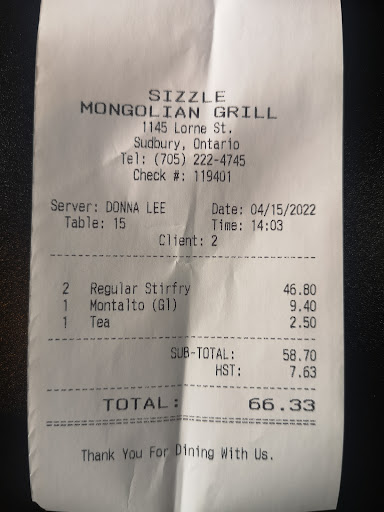 SIZZLE
MONGOLIAN GRILL
1145 Lorne St.
Sudbury, Ontario
Tel: (705) 222-4745
Check #: 119401
Server: DONNA LEE Date: 04/15/2022
Table: 15 Time: 14:03
Client: 2
2 Regular Stirfry 46.80
1 Montalto (Gl) 9.40
1 Tea 2.50
SUB-TOTAL: 58.70
HST: 7.63
TOTAL: 66.33
Thank You For Dining With Us.